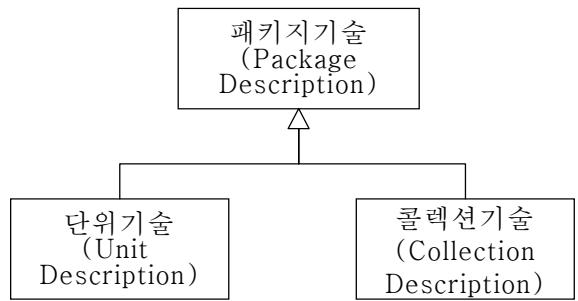 패키지기술
(Package
Description)
단위기술
(Unit
Description)
콜렉션기술
(Collection
Description)